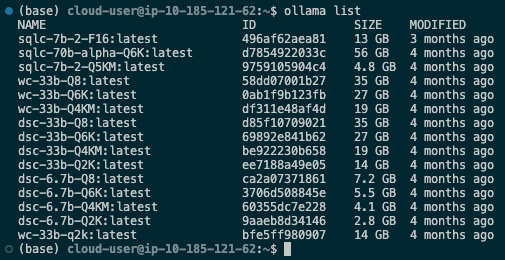 (base) cloud-user@ip-10-185-121-62:~$ ollama list
NAME ID SIZE MODIFIED
sqlc-7b-2-F16:latest 496af62aea81 13 GB 3 months ago
sqlc-70b-alpha-Q6K:latest d7854922033c 56 GB 4 months ago
sqlc-7b-2-Q5KM:latest 9759105904c4 4.8 GB 4 months ago
wc-33b-Q8:latest 58dd07001b27 35 GB 4 months ago
wc-33b-Q6K:latest 0ab1f9b123fb 27 GB 4 months ago
wc-33b-Q4KM:latest df311e48af4d 19 GB 4 months ago
dsc-33b-Q8:latest d85f10709021 35 GB 4 months ago
dsc-33b-Q6K:latest 69892e841b62 27 GB 4 months ago
dsc-33b-Q4KM:latest be922230b658 19 GB 4 months ago
dsc-33b-Q2K:latest ee7188a49e05 14 GB 4 months ago
dsc-6.7b-Q8:latest ca2a07371861 7.2 GB 4 months ago
dsc-6.7b-Q6K:latest 3706d508845e 5.5 GB 4 months ago
dsc-6.7b-Q4KM:latest 60355dc7e228 4.1 GB 4 months ago
dsc-6.7b-Q2K:latest 9aaeb8d34146 2.8 GB 4 months ago
wc-33b-q2k:latest bfe5ff980907 14 GB 4 months ago
(base) cloud-user@ip-10-185-121-62:~$